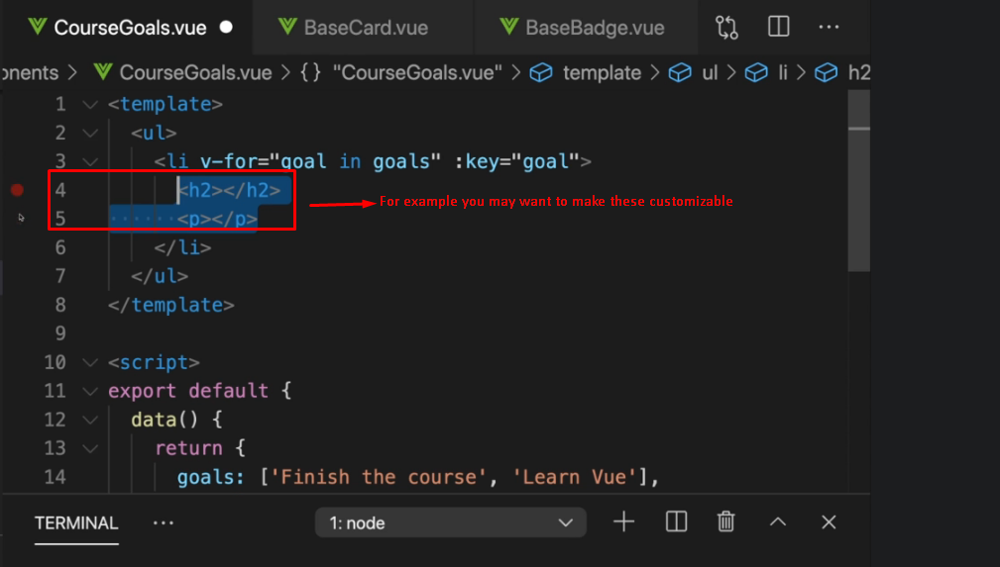 CourseGoals.vue BaseCard.vue BaseBadge.vue ···
onents > CourseGoals.vue > {} "CourseGoals.vue" > template > ul > li > h2
1 <template>
2 <ul>
3 <li v-for="goal in goals" :key="goal">
4 <h2></h2>
For example you may want to make these customizable
5 <p></p>
6 </li>
7 </ul>
8 </template>
9
10 <script>
11 export default {
12 data() {
13 return {
14 goals: ['Finish the course', 'Learn Vue'],
TERMINAL ··· 1: node